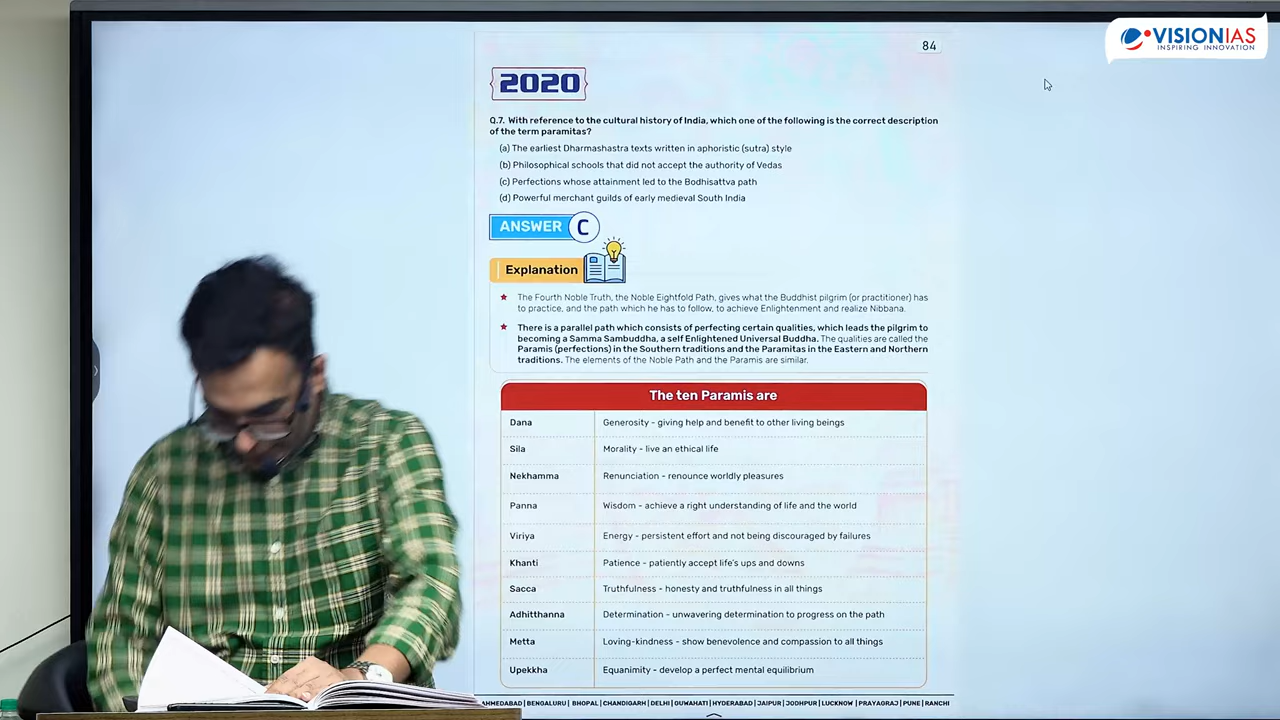 VISIONIAS
INSPIRING INNOVATION
84
2020
Q.7. With reference to the cultural history of India, which one of the following is the correct description
of the term paramitas?
(a) The earliest Dharmashastra texts written in aphoristic (sutra) style
(b) Philosophical schools that did not accept the authority of Vedas
(c) Perfections whose attainment led to the Bodhisattva path
(d) Powerful merchant guilds of early medieval South India
ANSWER C
Explanation
The Fourth Noble Truth, the Noble Eightfold Path, gives what the Buddhist pilgrim (or practitioner) has
to practice, and the path which he has to follow, to achieve Enlightenment and realize Nibbana.
There is a parallel path which consists of perfecting certain qualities, which leads the pilgrim to
becoming a Samma Sambuddha, a self Enlightened Universal Buddha. The qualities are called the
Paramis (perfections) in the Southern traditions and the Paramitas in the Eastern and Northern
traditions. The elements of the Noble Path and the Paramis are similar.
The ten Paramis are
Dana Generosity - giving help and benefit to other living beings
Sila Morality - live an ethical life
Nekhamma Renunciation - renounce worldly pleasures
Panna Wisdom - achieve a right understanding of life and the world
Viriya Energy - persistent effort and not being discouraged by failures
Khanti Patience - patiently accept life's ups and downs
Sacca Truthfulness - honesty and truthfulness in all things
Adhitthanna Determination - unwavering determination to progress on the path
Metta Loving-kindness - show benevolence and compassion to all things
Upekkha Equanimity - develop a perfect mental equilibrium
AHMEDABAD | BENGALURU | BHOPAL | CHANDIGARH | DELHI | GUWAHATI | HYDERABAD | JAIPUR | JODHPUR | LUCKNOW | PRAYAGRAJ | PUNE | RANCHI